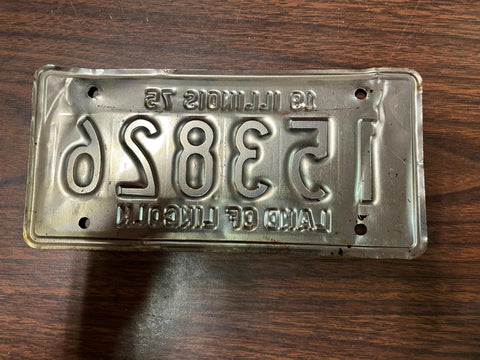 19 ILLINOIS 75
153826
LAND OF LINCOLN